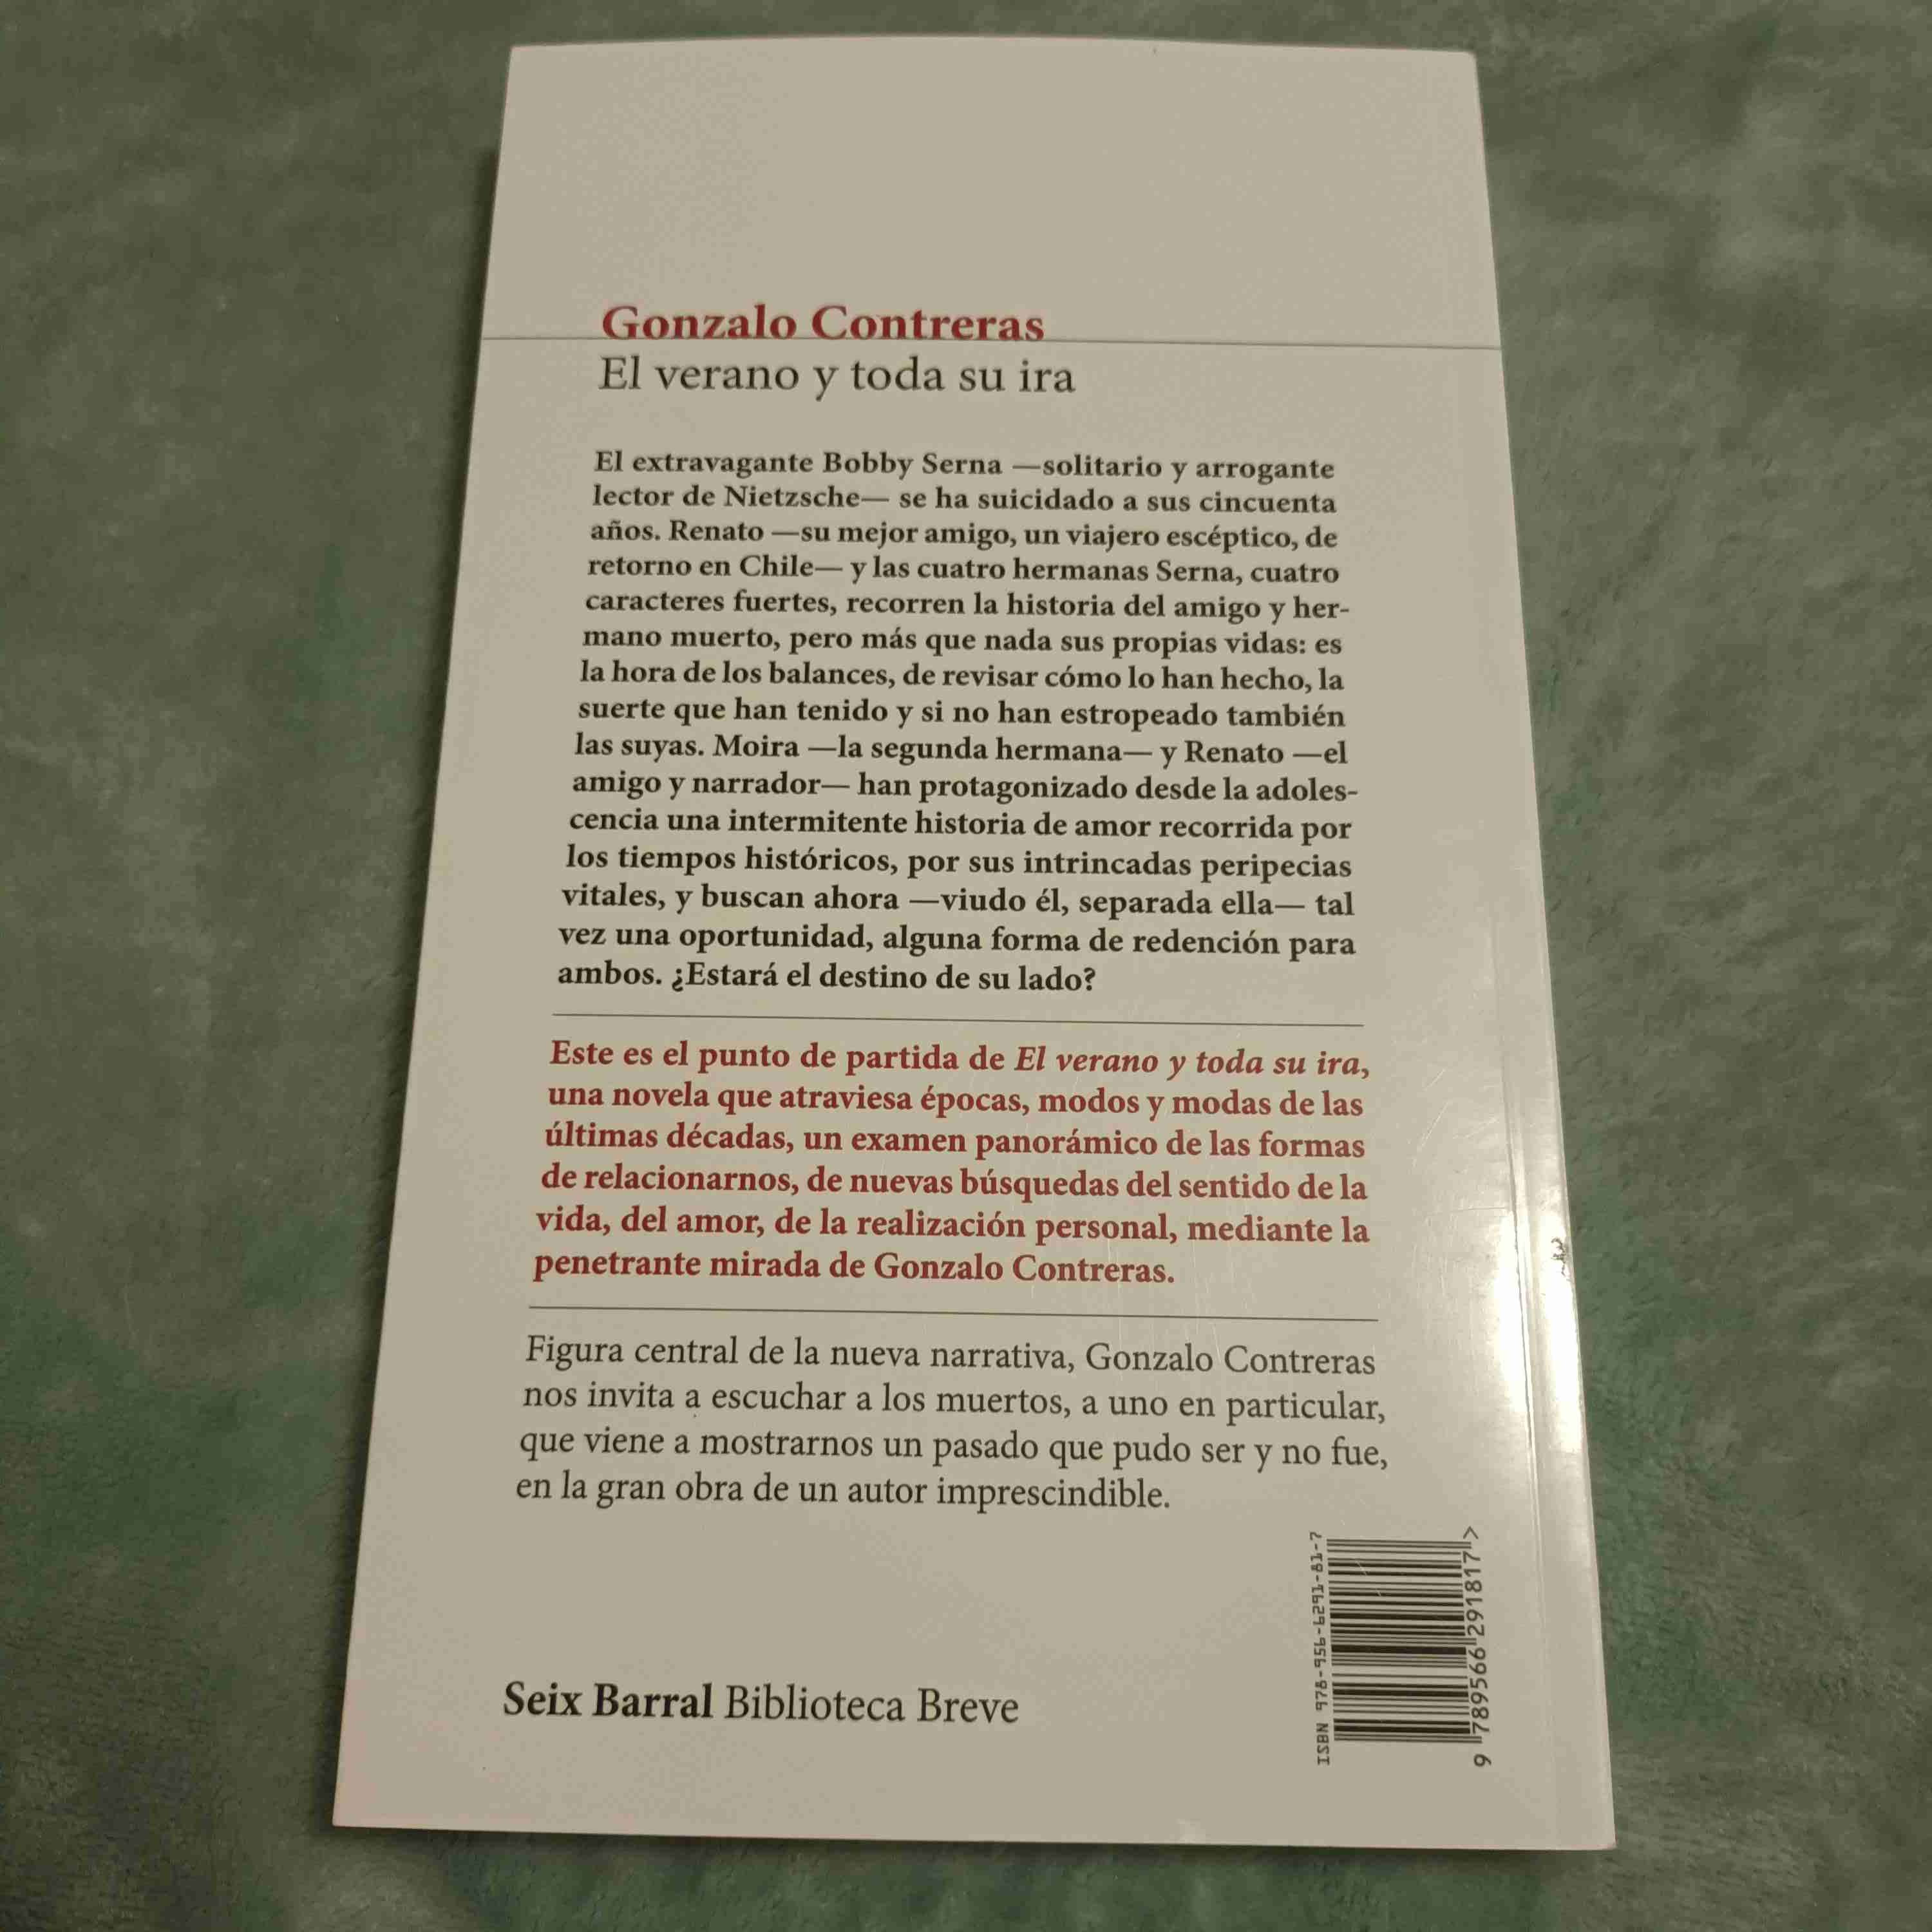 Gonzalo Contreras
El verano y toda su ira
El extravagante Bobby Serna —solitario y arrogante
lector de Nietzsche— se ha suicidado a sus cincuenta
años. Renato —su mejor amigo, un viajero escéptico, de
retorno en Chile— y las cuatro hermanas Serna, cuatro
caracteres fuertes, recorren la historia del amigo y her-
mano muerto, pero más que nada sus propias vidas: es
la hora de los balances, de revisar cómo lo han hecho, la
suerte que han tenido y si no han estropeado también
las suyas. Moira —la segunda hermana— y Renato —el
amigo y narrador— han protagonizado desde la adoles-
cencia una intermitente historia de amor recorrida por
los tiempos históricos, por sus intrincadas peripecias
vitales, y buscan ahora —viudo él, separada ella— tal
vez una oportunidad, alguna forma de redención para
ambos. ¿Estará el destino de su lado?
Este es el punto de partida de El verano y toda su ira,
una novela que atraviesa épocas, modos y modas de las
últimas décadas, un examen panorámico de las formas
de relacionarnos, de nuevas búsquedas del sentido de la
vida, del amor, de la realización personal, mediante la
penetrante mirada de Gonzalo Contreras.
Figura central de la nueva narrativa, Gonzalo Contreras
nos invita a escuchar a los muertos, a uno en particular,
que viene a mostrarnos un pasado que pudo ser y no fue,
en la gran obra de un autor imprescindible.
Seix Barral Biblioteca Breve
ISBN 978-956-6291-81-7
9 789566 291817 >